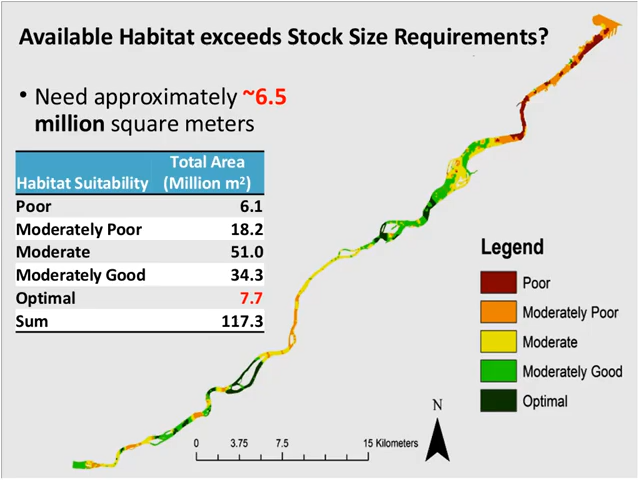 Available Habitat exceeds Stock Size Requirements?
• Need approximately ~6.5
million square meters
Habitat Suitability Total Area (Million m²)
Poor 6.1
Moderately Poor 18.2
Moderate 51.0
Moderately Good 34.3
Optimal 7.7
Sum 117.3
Legend
Poor
Moderately Poor
Moderate
Moderately Good
Optimal
N
0 3.75 7.5 15 Kilometers